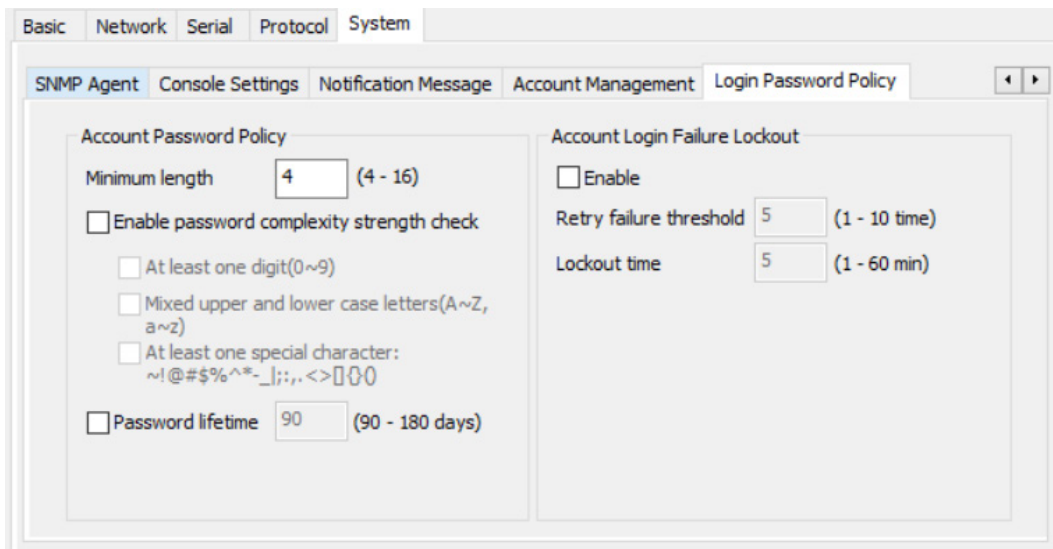 Basic Network Serial Protocol System
SNMP Agent Console Settings Notification Message Account Management Login Password Policy
Account Password Policy
Minimum length 4 (4 - 16)
Enable password complexity strength check
At least one digit(0~9)
Mixed upper and lower case letters(A~Z,
a~z)
At least one special character:
~!@#$%^*-_|;:,.<>[]{}()
Password lifetime 90 (90 - 180 days)
Account Login Failure Lockout
Enable
Retry failure threshold 5 (1 - 10 time)
Lockout time 5 (1 - 60 min)